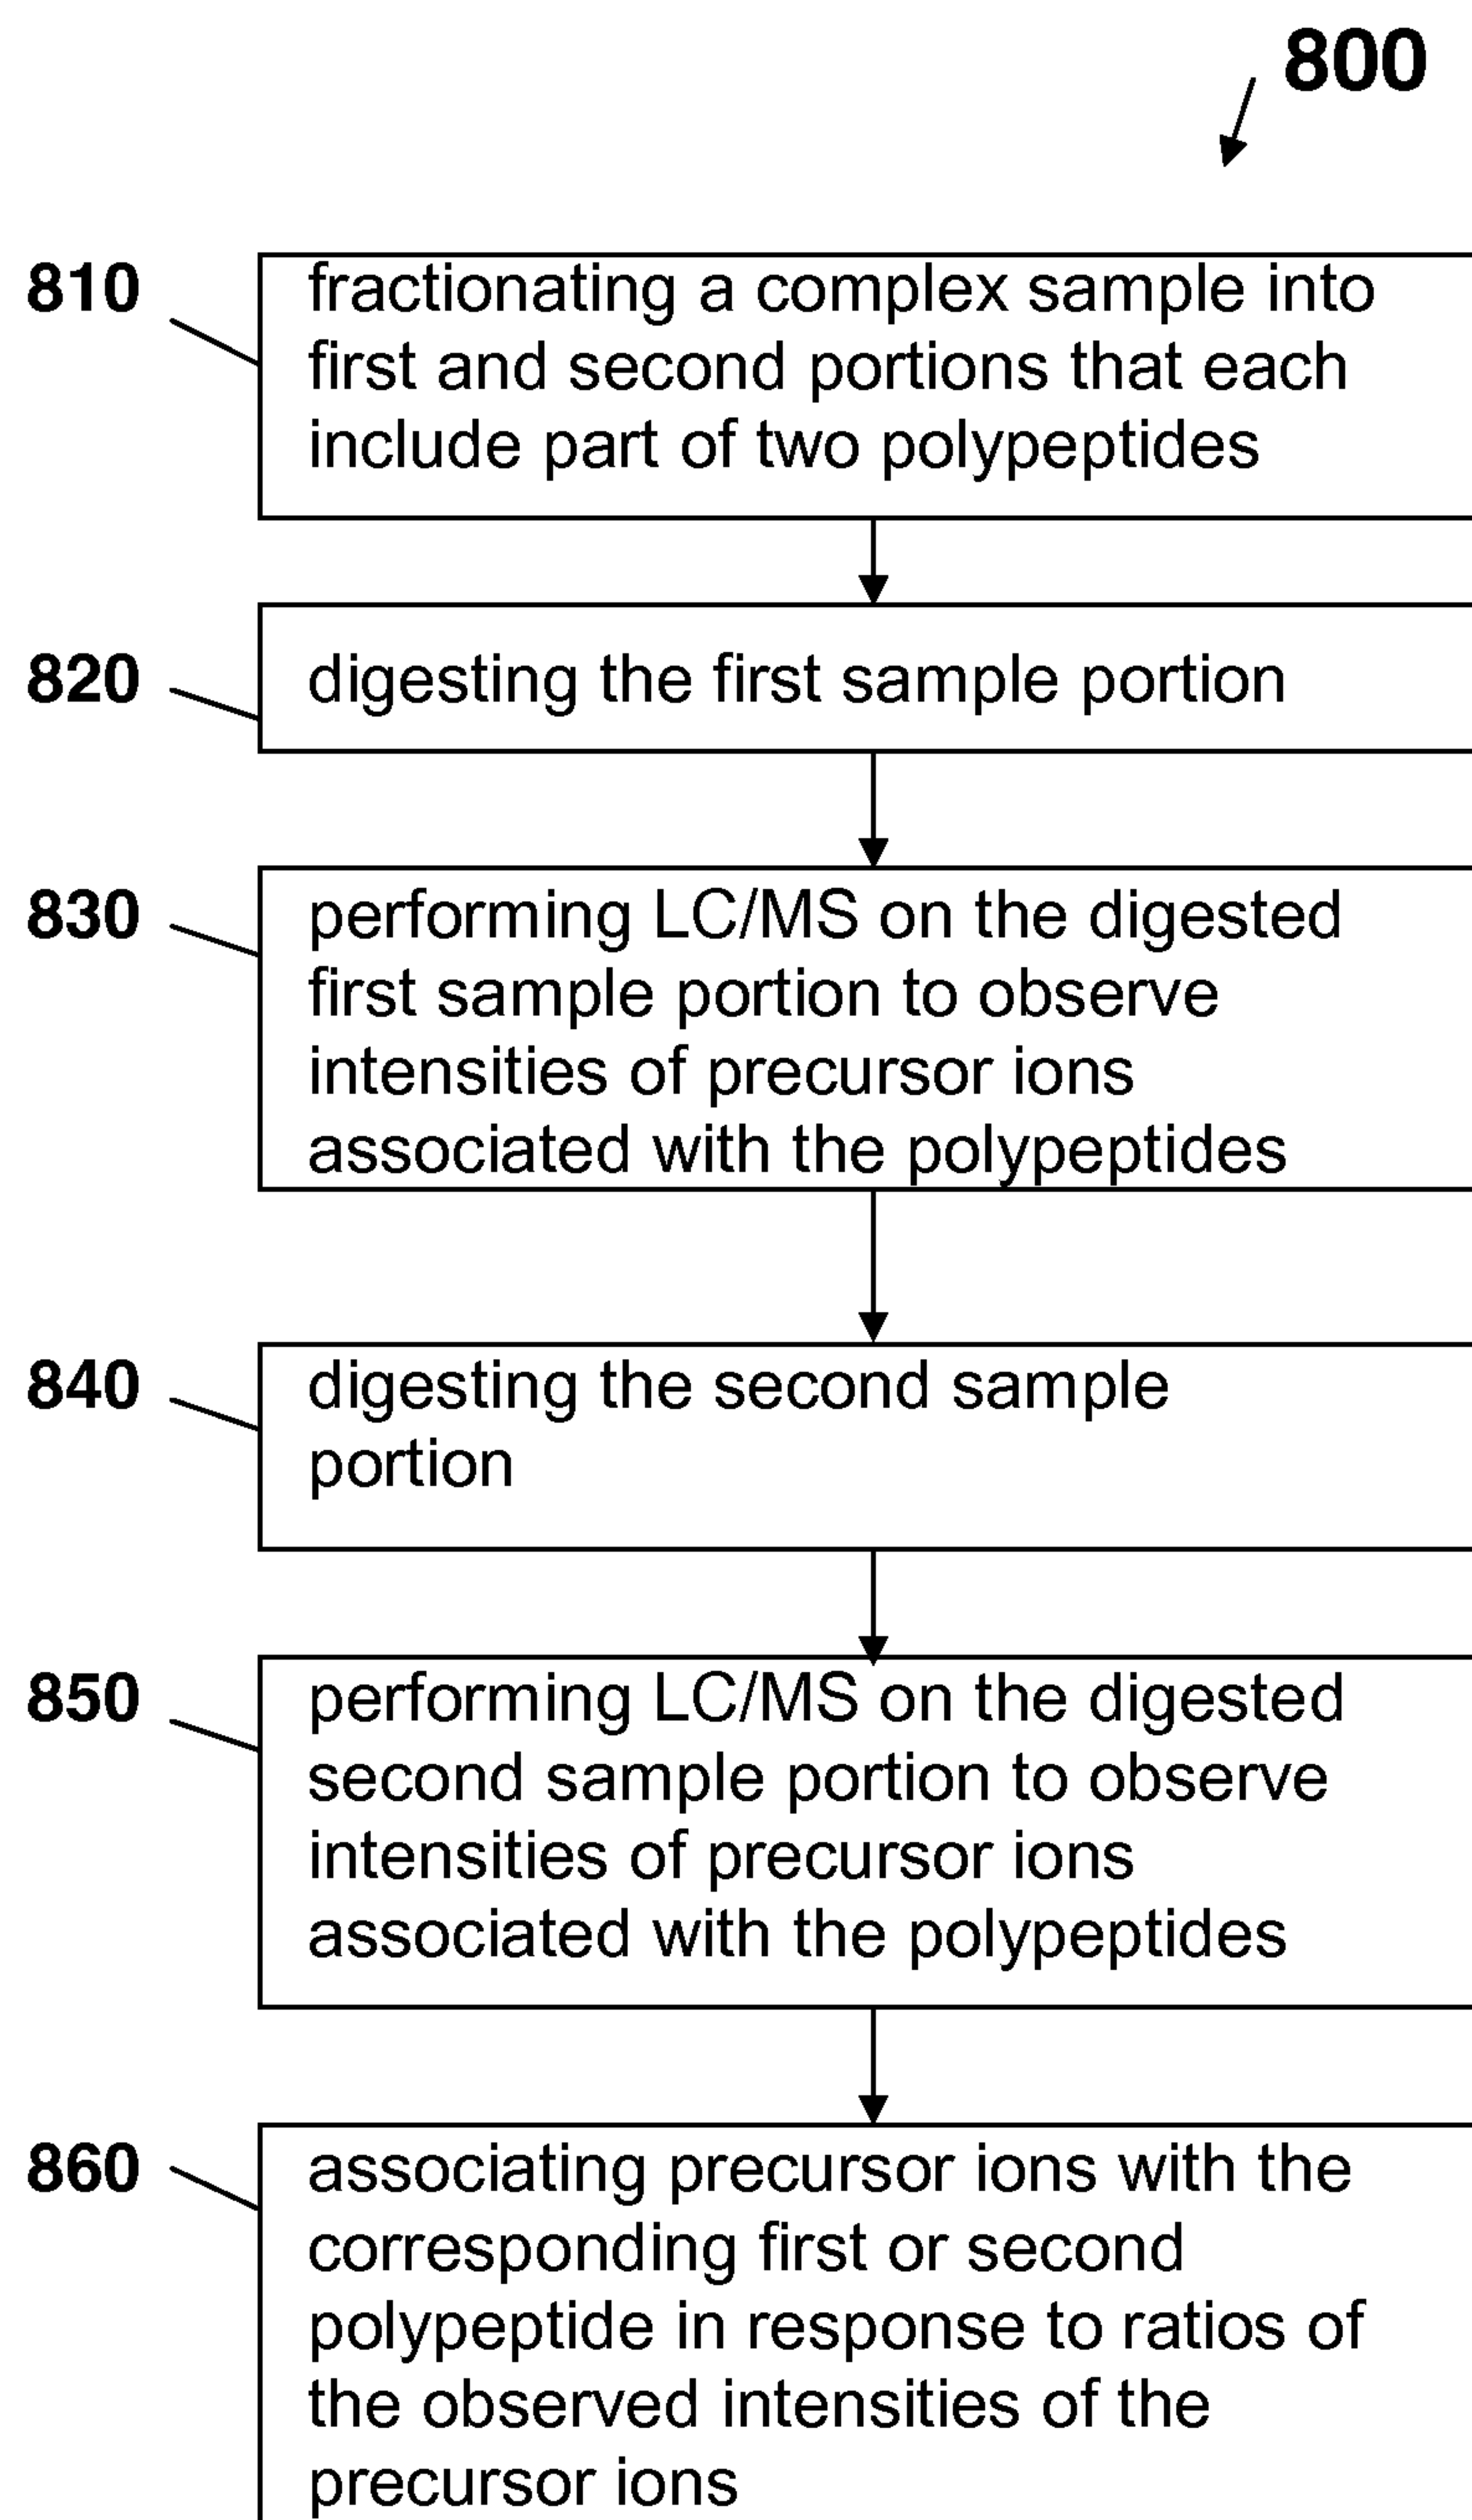 800
810
fractionating a complex sample into
first and second portions that each
include part of two polypeptides
820
digesting the first sample portion
830
performing LC/MS on the digested
first sample portion to observe
intensities of precursor ions
associated with the polypeptides
840
digesting the second sample
portion
850
performing LC/MS on the digested
second sample portion to observe
intensities of precursor ions
associated with the polypeptides
860
associating precursor ions with the
corresponding first or second
polypeptide in response to ratios of
the observed intensities of the
precursor ions